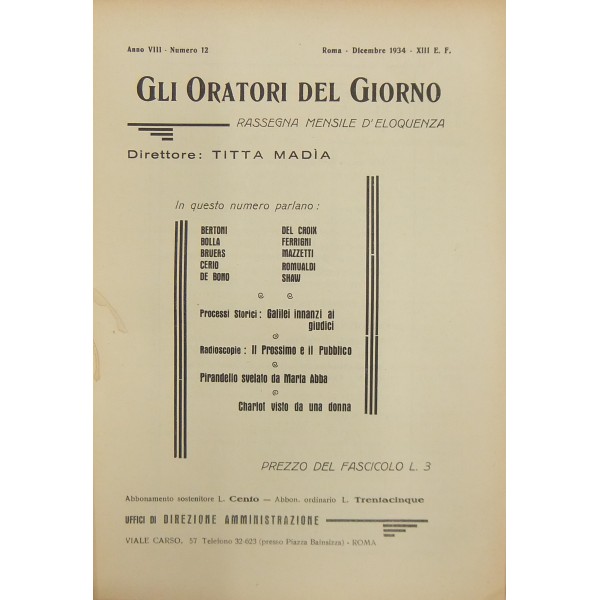 Anno VIII - Numero 12 Roma - Dicembre 1934 - XIII E. F.
GLI ORATORI DEL GIORNO
RASSEGNA MENSILE D'ELOQUENZA
Direttore: TITTA MADÌA
In questo numero parlano:
BERTONI DEL CROIX
BOLLA FERRIGNI
BRUERS MAZZETTI
CERIO ROMUALDI
DE BONO SHAW
Processi Storici: Galilei innanzi ai
giudici
Radioscopie: Il Prossimo e il Pubblico
Pirandello svelato da Marta Abba
Charlot visto da una donna
PREZZO DEL FASCICOLO L. 3
Abbonamento sostenitore L. Cento — Abbon. ordinario L. Trentacinque
UFFICI DI DIREZIONE AMMINISTRAZIONE
VIALE CARSO, 57 Telefono 32-623 (presso Piazza Bainsizza) - ROMA